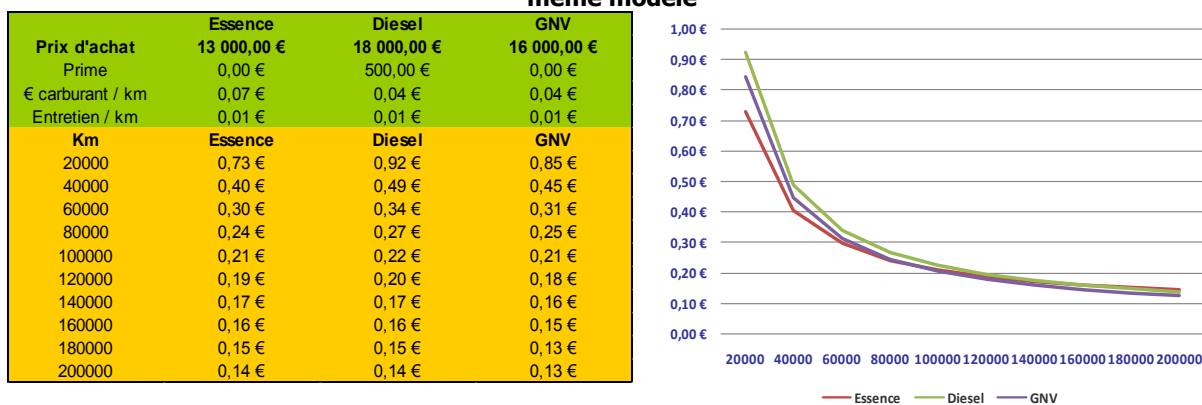 même modèle
Essence Diesel GNV
Prix d'achat 13 000,00 € 18 000,00 € 16 000,00 €
Prime 0,00 € 500,00 € 0,00 €
€ carburant / km 0,07 € 0,04 € 0,04 €
Entretien / km 0,01 € 0,01 € 0,01 €
Km Essence Diesel GNV
20000 0,73 € 0,92 € 0,85 €
40000 0,40 € 0,49 € 0,45 €
60000 0,30 € 0,34 € 0,31 €
80000 0,24 € 0,27 € 0,25 €
100000 0,21 € 0,22 € 0,21 €
120000 0,19 € 0,20 € 0,18 €
140000 0,17 € 0,17 € 0,16 €
160000 0,16 € 0,16 € 0,15 €
180000 0,15 € 0,15 € 0,13 €
200000 0,14 € 0,14 € 0,13 €
1,00 €
0,90 €
0,80 €
0,70 €
0,60 €
0,50 €
0,40 €
0,30 €
0,20 €
0,10 €
0,00 €
20000 40000 60000 80000 100000 120000 140000 160000 180000 200000
Essence Diesel GNV